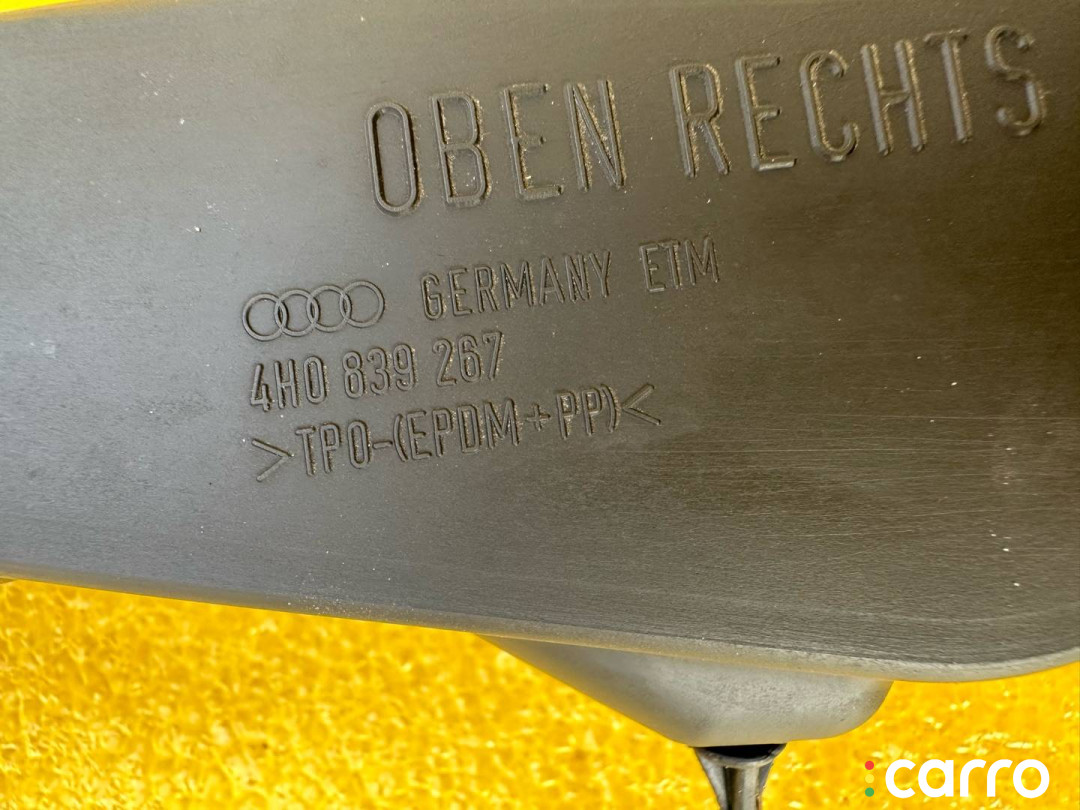 OBEN RECHTS
GERMANY ETM
4H0 839 267
>TPO-(EPDM+PP)<
carro